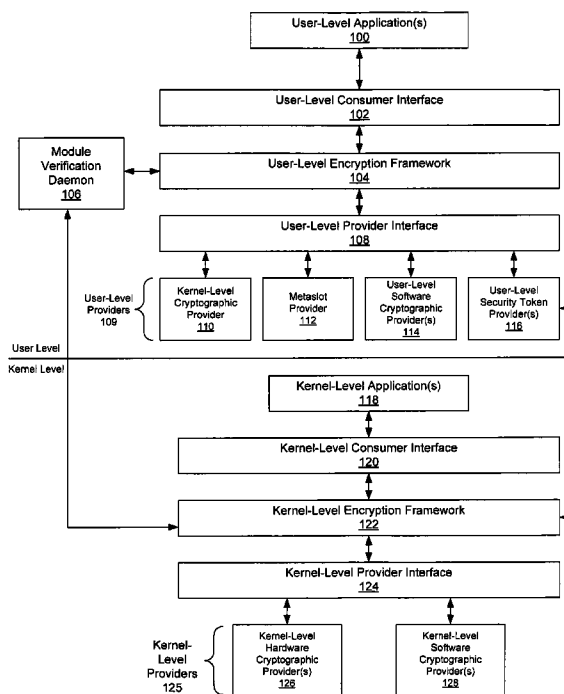 User-Level Application(s)
100
User-Level Consumer Interface
102
Module
Verification
Daemon
106
User-Level Encryption Framework
104
User-Level Provider Interface
108
User-Level
Providers
109
Kernel-Level
Cryptographic
Provider
110
Metaslot
Provider
112
User-Level
Software
Cryptographic
Provider(s)
114
User-Level
Security Token
Provider(s)
116
User Level
Kernel Level
Kernel-Level Application(s)
118
Kernel-Level Consumer Interface
120
Kernel-Level Encryption Framework
122
Kernel-Level Provider Interface
124
Kernel-
Level
Providers
125
Kernel-Level
Hardware
Cryptographic
Provider(s)
126
Kernel-Level
Software
Cryptographic
Provider(s)
128